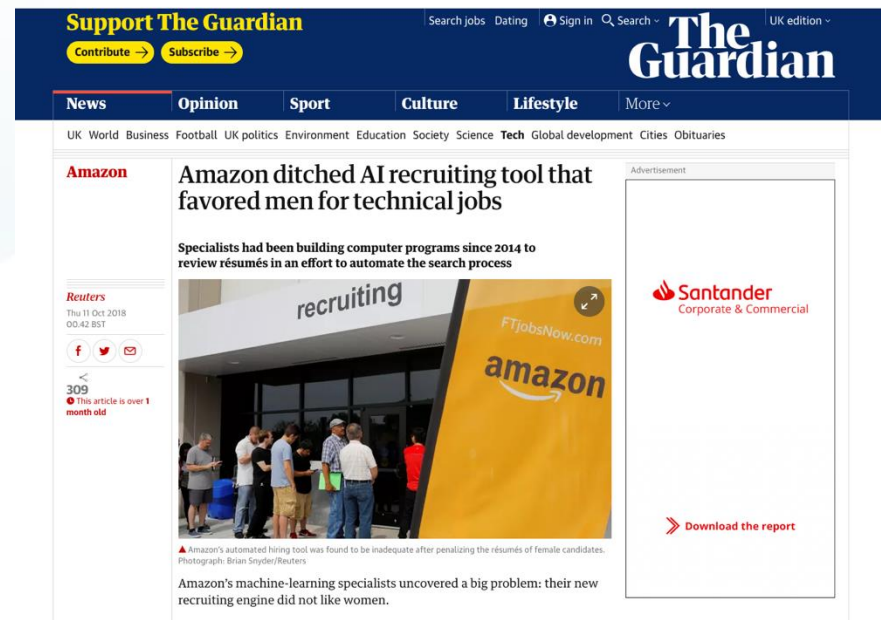 Support The Guardian
Contribute →
Subscribe →
Search jobs Dating Sign in Search UK edition
The Guardian
News Opinion Sport Culture Lifestyle More
UK World Business Football UK politics Environment Education Society Science Tech Global development Cities Obituaries
Amazon
Amazon ditched AI recruiting tool that
favored men for technical jobs
Specialists had been building computer programs since 2014 to
review résumés in an effort to automate the search process
Reuters
Thu 11 Oct 2018
00.42 BST
309
This article is over 1
month old
recruiting
FTjobsNow.com
amazon
Amazon's automated hiring tool was found to be inadequate after penalizing the résumés of female candidates.
Photograph: Brian Snyder/Reuters
Amazon's machine-learning specialists uncovered a big problem: their new
recruiting engine did not like women.
Advertisement
Santander
Corporate & Commercial
Download the report